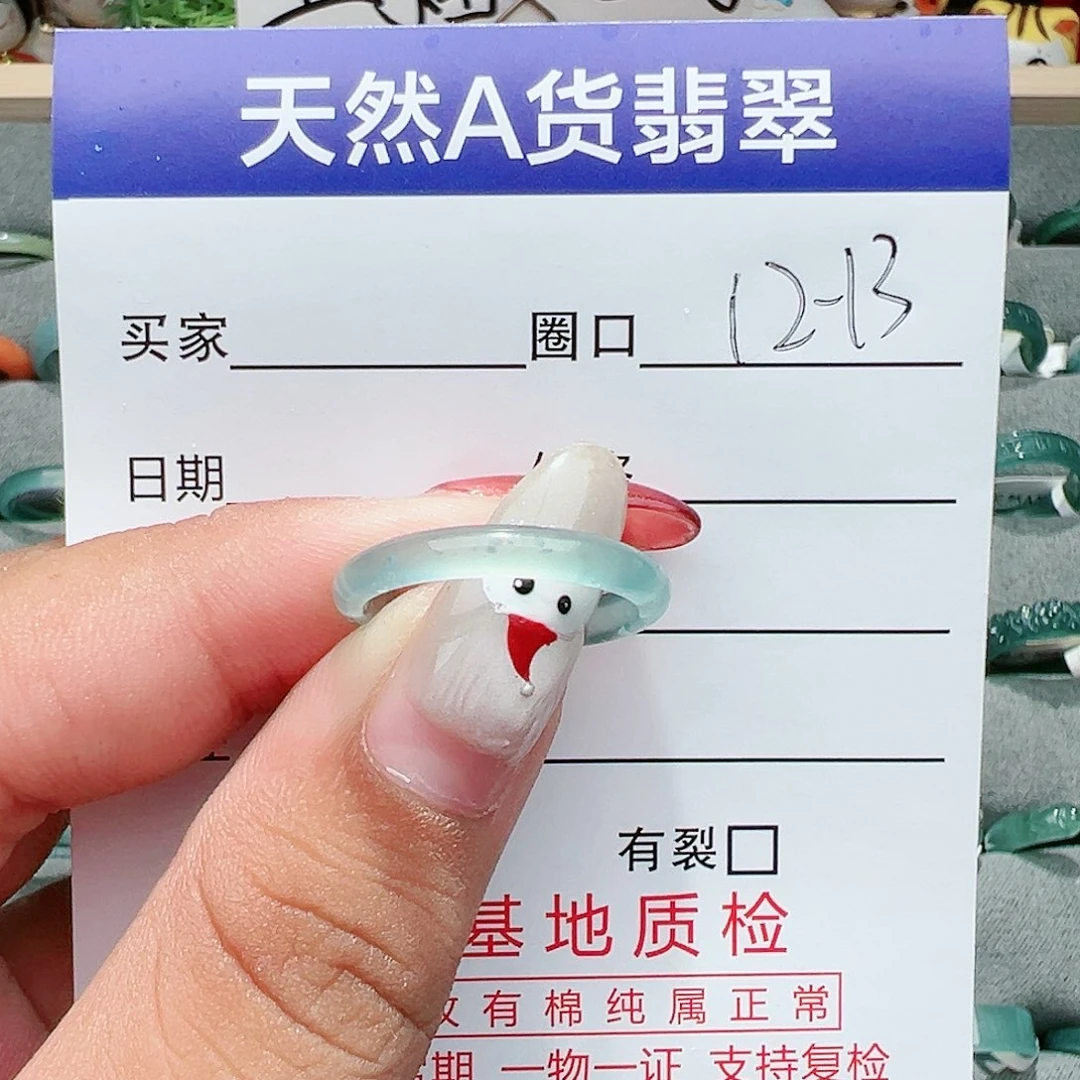 天然A货翡翠
买家 圈口 12-13
日期
有裂□
基地质检
有棉纯属正常
期 一物一证 支持复检